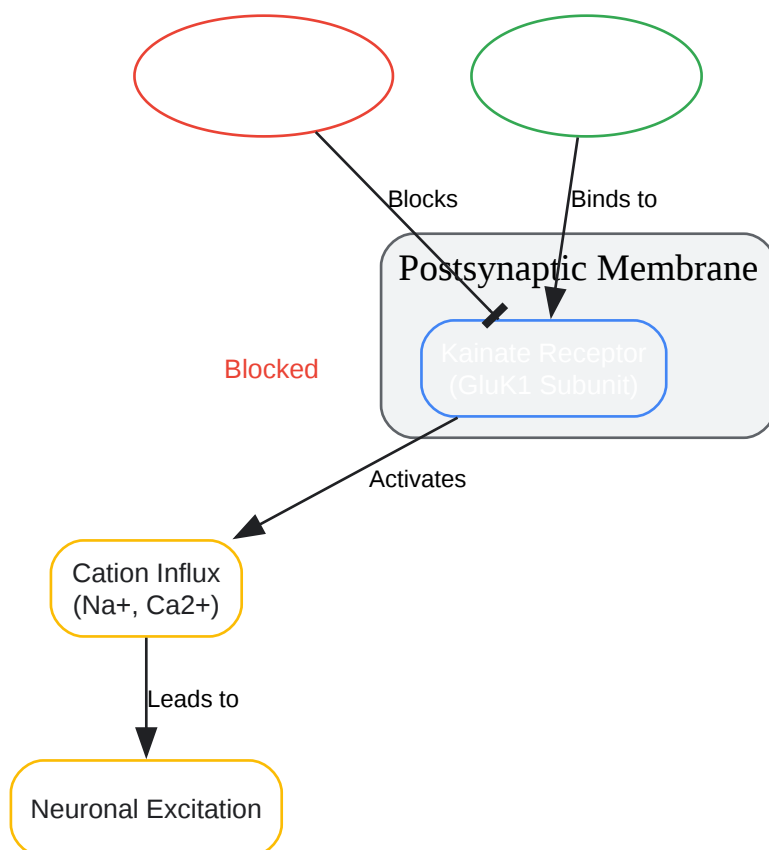 Blocks
Binds to
Postsynaptic Membrane
Kainate Receptor
(GluK1 Subunit)
Blocked
Activates
Cation Influx
(Na+, Ca2+)
Leads to
Neuronal Excitation